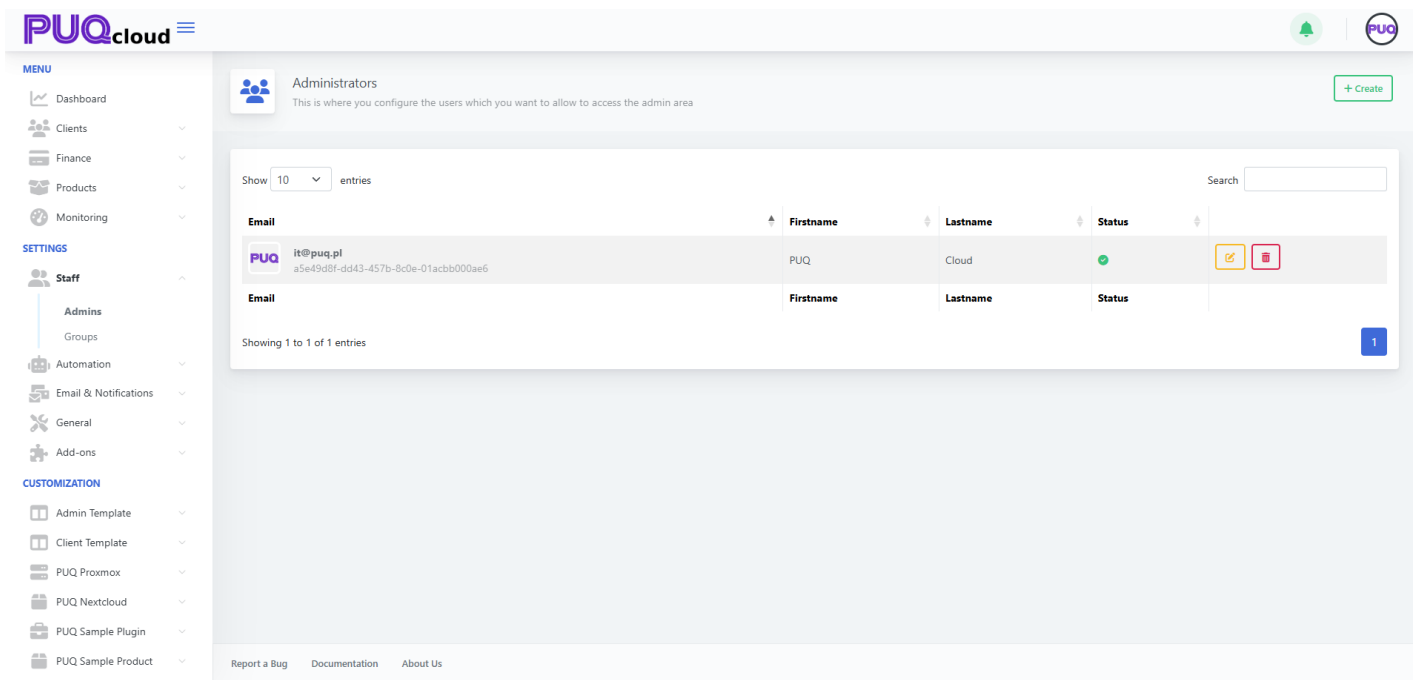 PUQcloud
PUQ
MENU
Dashboard
Clients
Finance
Products
Monitoring
SETTINGS
Staff
Admins
Groups
Automation
Email & Notifications
General
Add-ons
CUSTOMIZATION
Admin Template
Client Template
PUQ Proxmox
PUQ Nextcloud
PUQ Sample Plugin
PUQ Sample Product
Administrators
This is where you configure the users which you want to allow to access the admin area
+ Create
Show 10 entries
Search
Email Firstname Lastname Status
PUQ it@puq.pl PUQ Cloud
a5e49d8f-dd43-457b-8c0e-01acbb000ae6
Email Firstname Lastname Status
Showing 1 to 1 of 1 entries
1
Report a Bug Documentation About Us